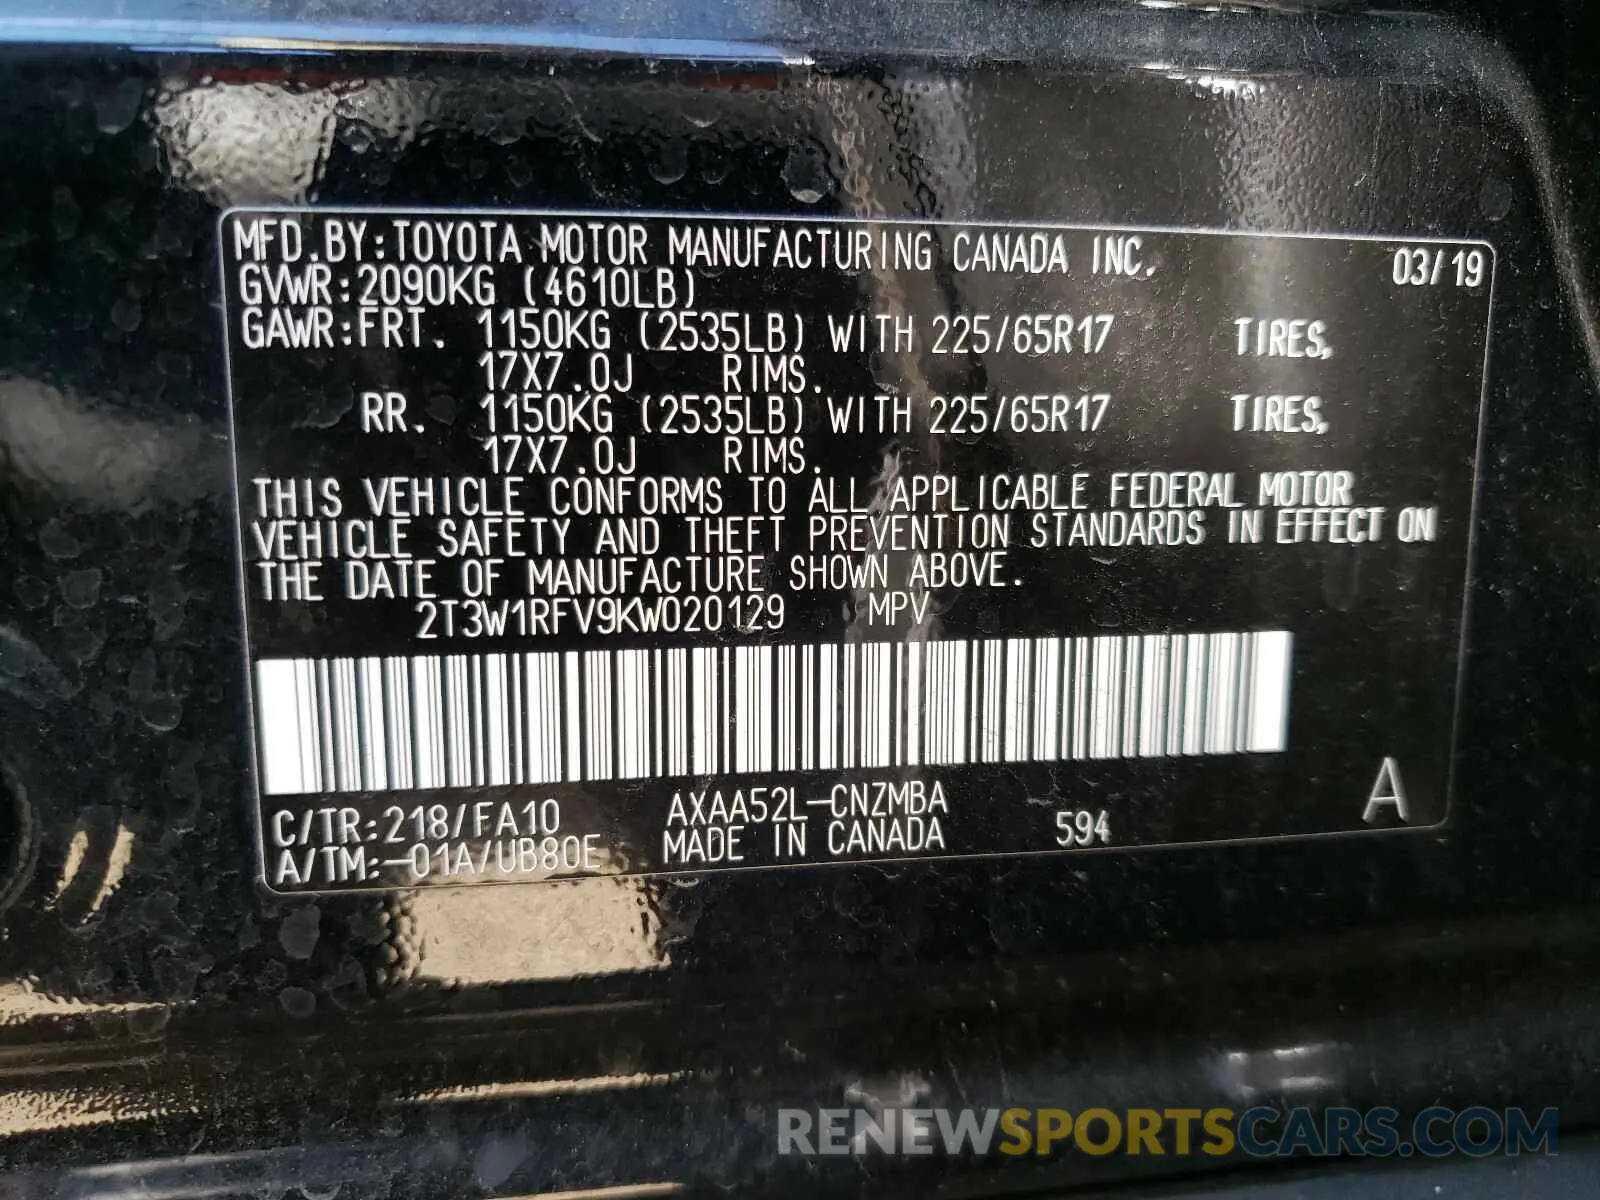 MFD.BY:TOYOTA MOTOR MANUFACTURING CANADA INC. 03/19
GVWR:2090KG (4610LB)
GAWR:FRT. 1150KG (2535LB) WITH 225/65R17 TIRES,
17X7.0J RIMS.
RR. 1150KG (2535LB) WITH 225/65R17 TIRES,
17X7.0J RIMS.
THIS VEHICLE CONFORMS TO ALL APPLICABLE FEDERAL MOTOR
VEHICLE SAFETY AND THEFT PREVENTION STANDARDS IN EFFECT ON
THE DATE OF MANUFACTURE SHOWN ABOVE.
2T3W1RFV9KW020129 MPV
C/TR:218/FA10 AXAA52L-CNZMBA A
A/TM:-01A/UB80E MADE IN CANADA 594
RENEWSPORTSCARS.COM